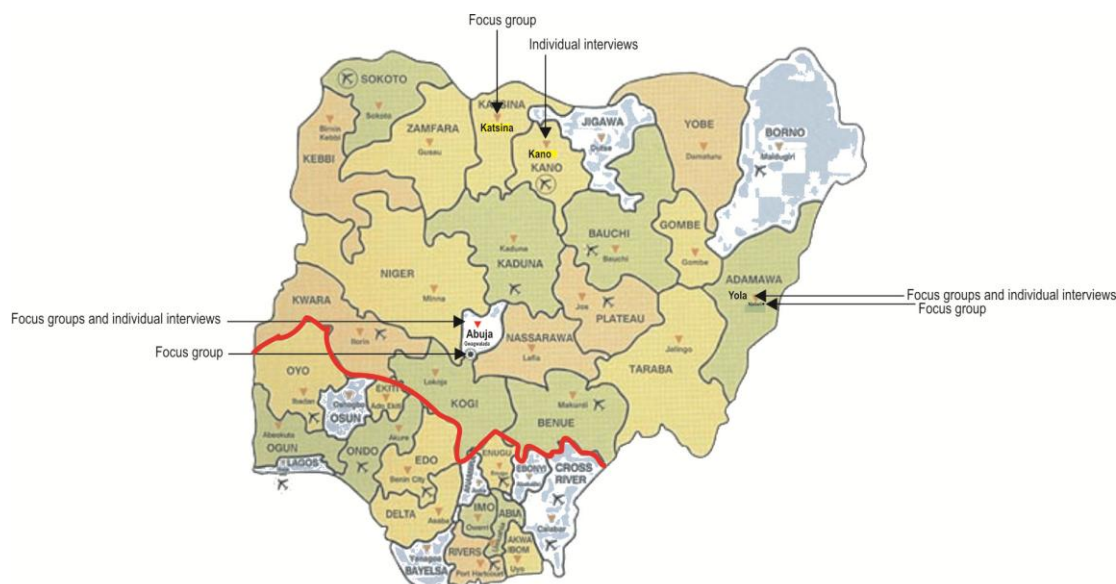 Focus group
Individual interviews
SOKOTO
Sokoto
KATSINA
Katsina
ZAMFARA
Gusau
Birnin
Kebbi
KEBBI
Kano
KANO
JIGAWA
Dutse
YOBE
Damaturu
BORNO
Maidugiri
KADUNA
Kaduna
BAUCHI
Bauchi
GOMBE
Gombe
ADAMAWA
Yola
Focus groups and individual interviews
Focus group
NIGER
Minna
KWARA
Ilorin
Focus groups and individual interviews
Abuja
Focus group
PLATEAU
Jos
NASSARAWA
Lafia
TARABA
Jalingo
OYO
Ibadan
OSUN
Oshogbo
EKITI
Ado Ekiti
KOGI
Lokoja
BENUE
Makurdi
Abeokuta
OGUN
LAGOS
ONDO
Akure
EDO
Benin City
DELTA
Asaba
ENUGU
EBONYI
CROSS
RIVER
Calabar
IMO
Owerri
ABIA
AKWA
IBOM
Uyo
RIVERS
Port Harcourt
Yenagoa
BAYELSA